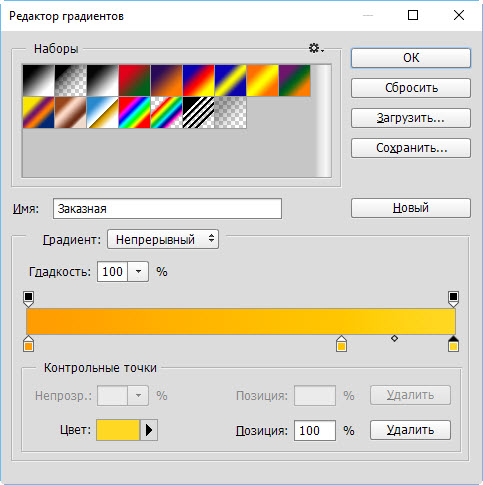 Редактор градиентов
Наборы
ОК
Сбросить
Загрузить...
Сохранить...
Имя: Заказная
Новый
Градиент: Непрерывный
Гладкость: 100 %
Контрольные точки
Непрозр.: % Позиция: % Удалить
Цвет: Позиция: 100 % Удалить